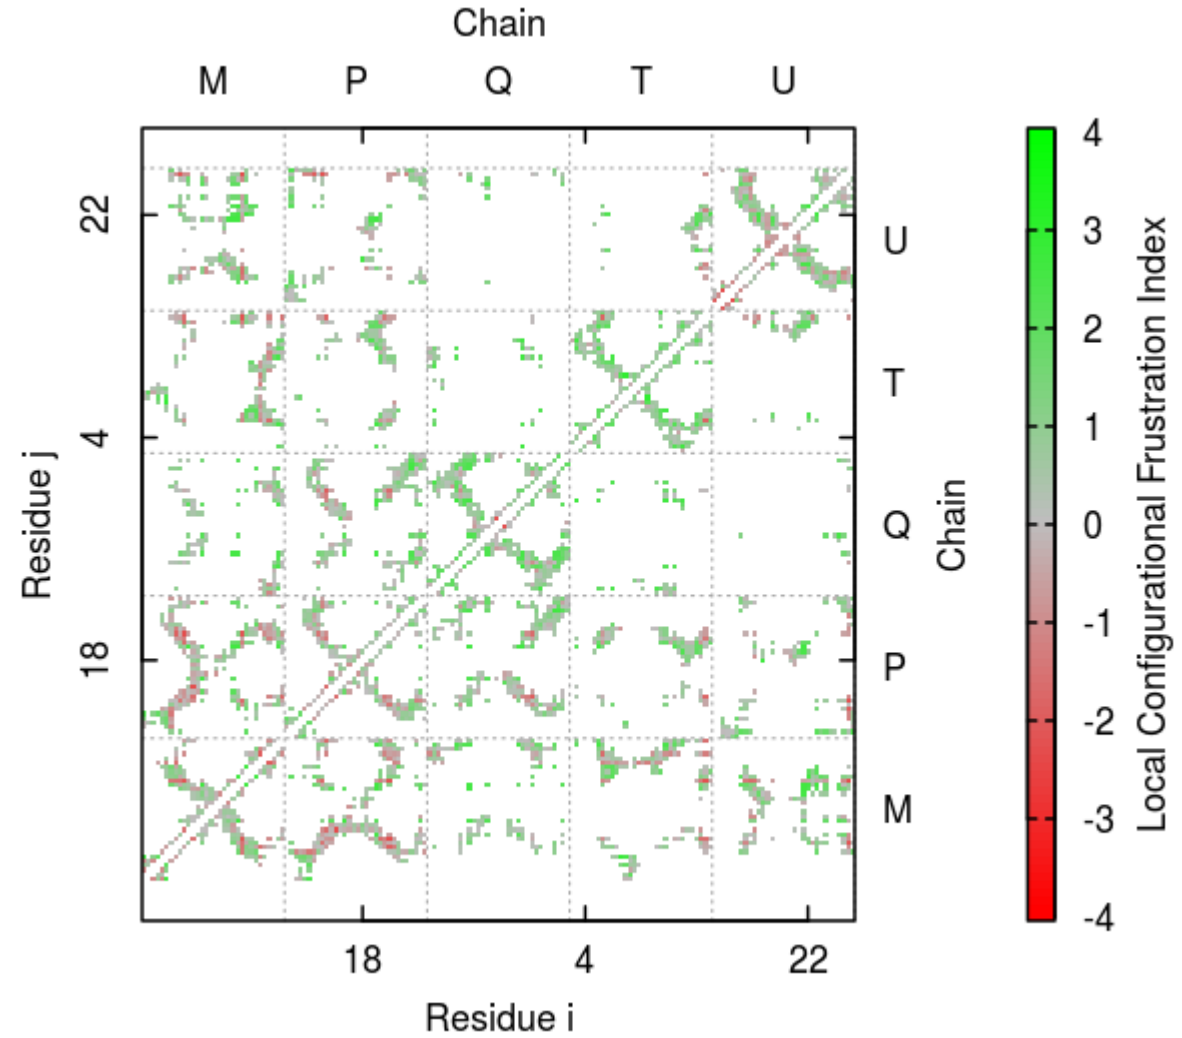 Chain
M P Q T U
4
3
2
1
0
-1
-2
-3
-4
Local Configurational Frustration Index
22
4
18
Residue j
U
T
Q
P
M
Chain
18 4 22
Residue i